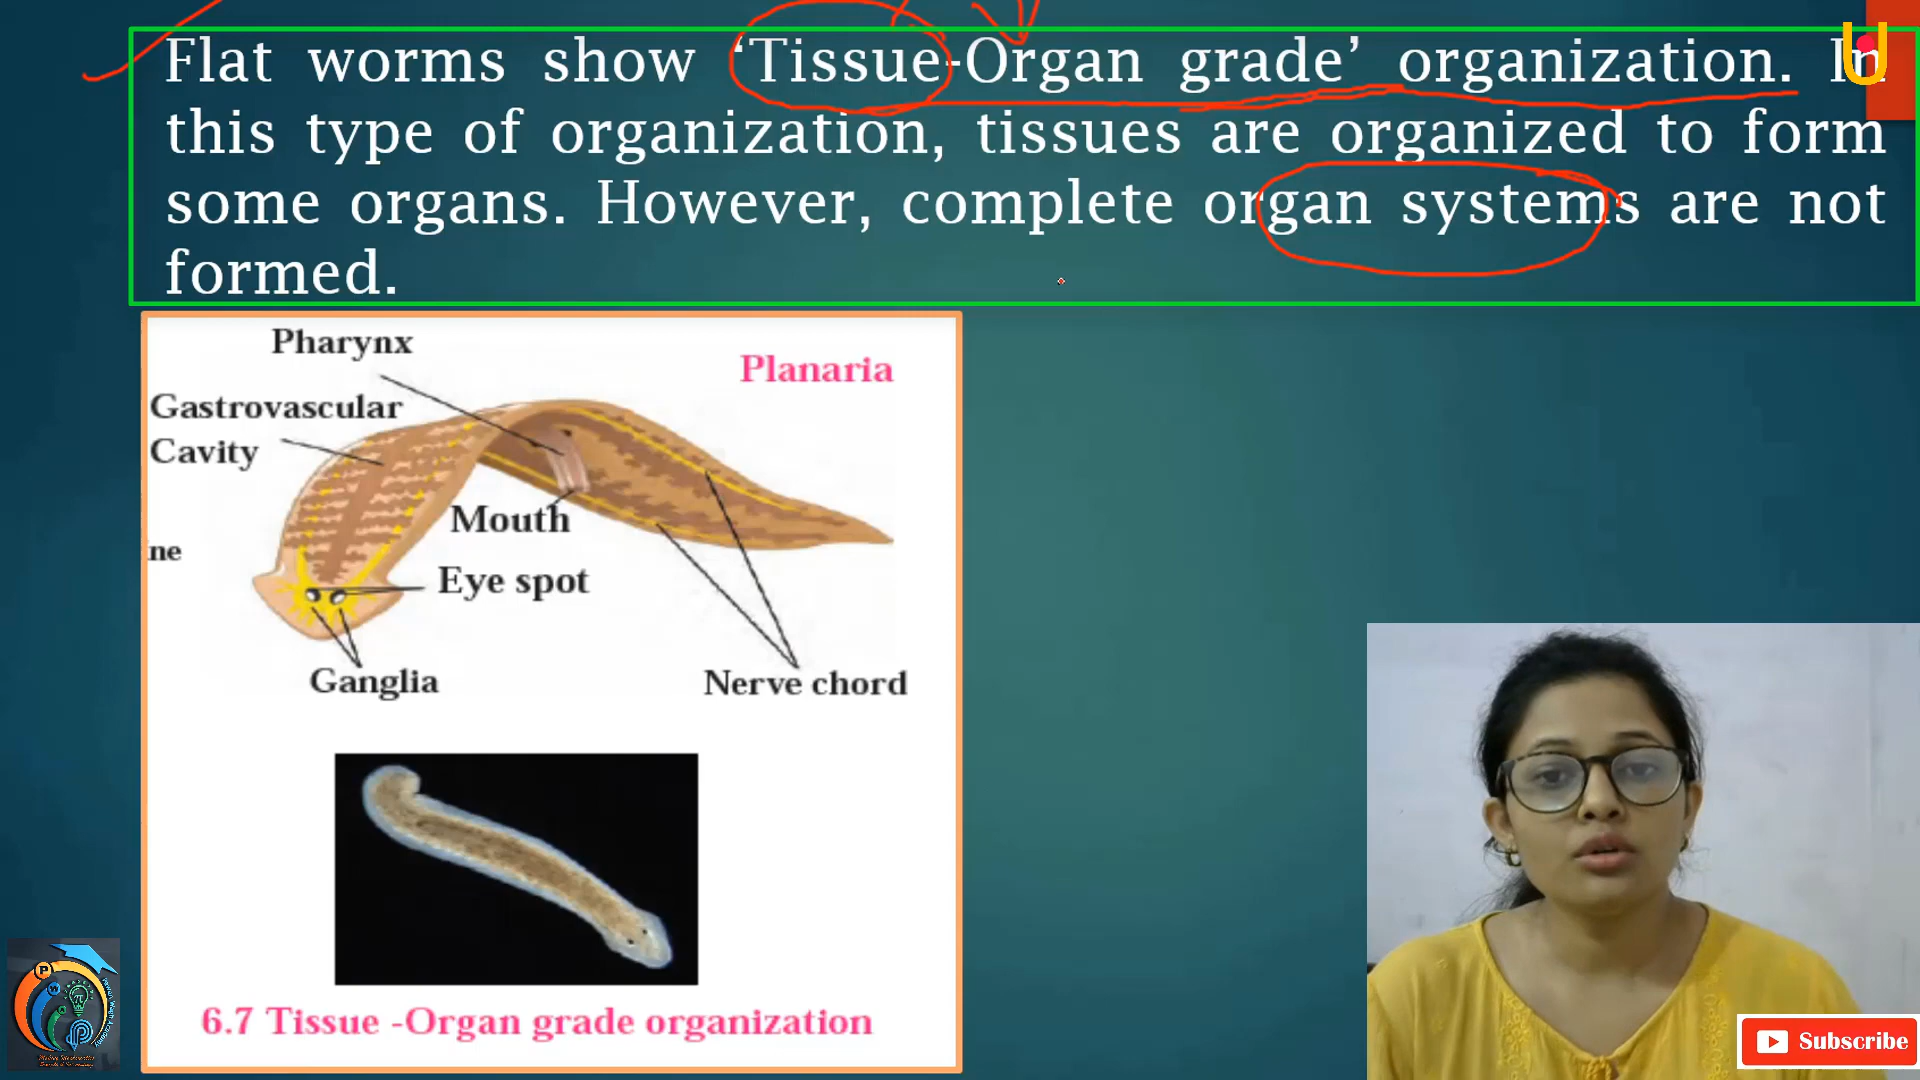 Flat worms show ‘Tissue-Organ grade’ organization. In
this type of organization, tissues are organized to form
some organs. However, complete organ systems are not
formed.
Pharynx
Planaria
Gastrovascular
Cavity
Mouth
ne
Eye spot
Ganglia
Nerve chord
6.7 Tissue -Organ grade organization
Subscribe